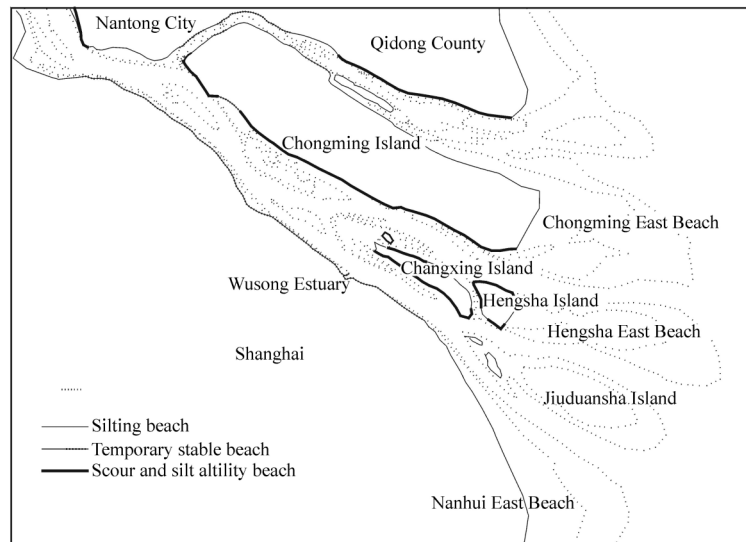 Nantong City
Qidong County
Chongming Island
Chongming East Beach
Changxing Island
Wusong Estuary
Hengsha Island
Hengsha East Beach
Shanghai
Jiuduansha Island
Silting beach
Temporary stable beach
Scour and silt altility beach
Nanhui East Beach